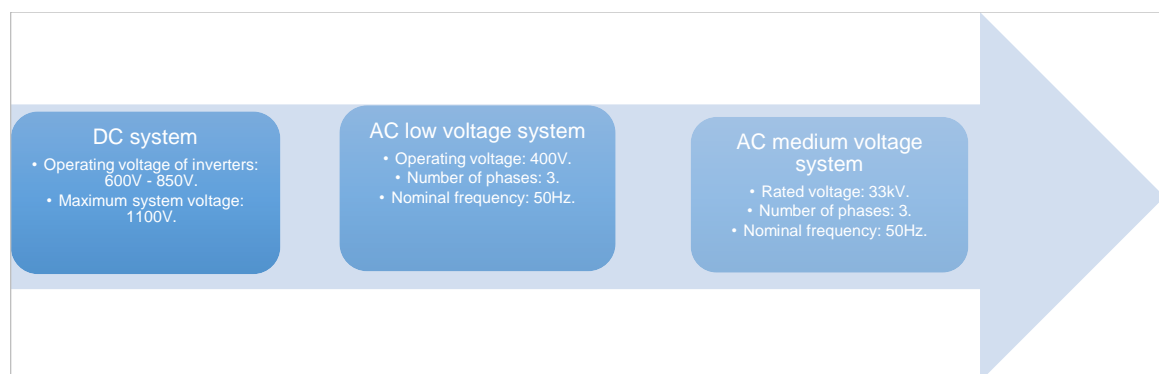 DC system
• Operating voltage of inverters:
600V - 850V.
• Maximum system voltage:
1100V.
AC low voltage system
• Operating voltage: 400V.
• Number of phases: 3.
• Nominal frequency: 50Hz.
AC medium voltage
system
• Rated voltage: 33kV.
• Number of phases: 3.
• Nominal frequency: 50Hz.